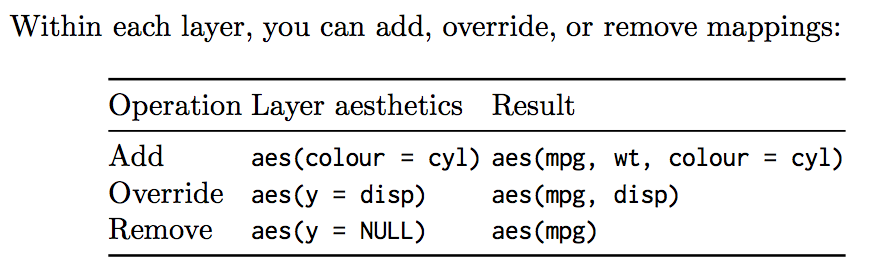 Within each layer, you can add, override, or remove mappings:
Operation Layer aesthetics Result
Add aes(colour = cyl) aes(mpg, wt, colour = cyl)
Override aes(y = disp) aes(mpg, disp)
Remove aes(y = NULL) aes(mpg)